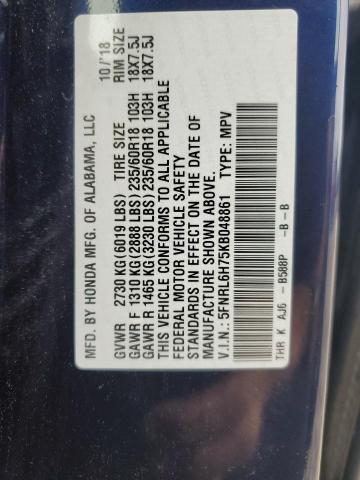 MFD. BY HONDA MFG. OF ALABAMA, LLC 10/'18
GVWR 2730 KG(6019 LBS) TIRE SIZE RIM SIZE
GAWR F 1310 KG(2888 LBS) 235/60R18 103H 18X7.5J
GAWR R 1465 KG(3230 LBS) 235/60R18 103H 18X7.5J
THIS VEHICLE CONFORMS TO ALL APPLICABLE
FEDERAL MOTOR VEHICLE SAFETY
STANDARDS IN EFFECT ON THE DATE OF
MANUFACTURE SHOWN ABOVE.
V.I.N.: 5FNRL6H75KB048861 TYPE: MPV
THR K AJ6 - B588P -B -B